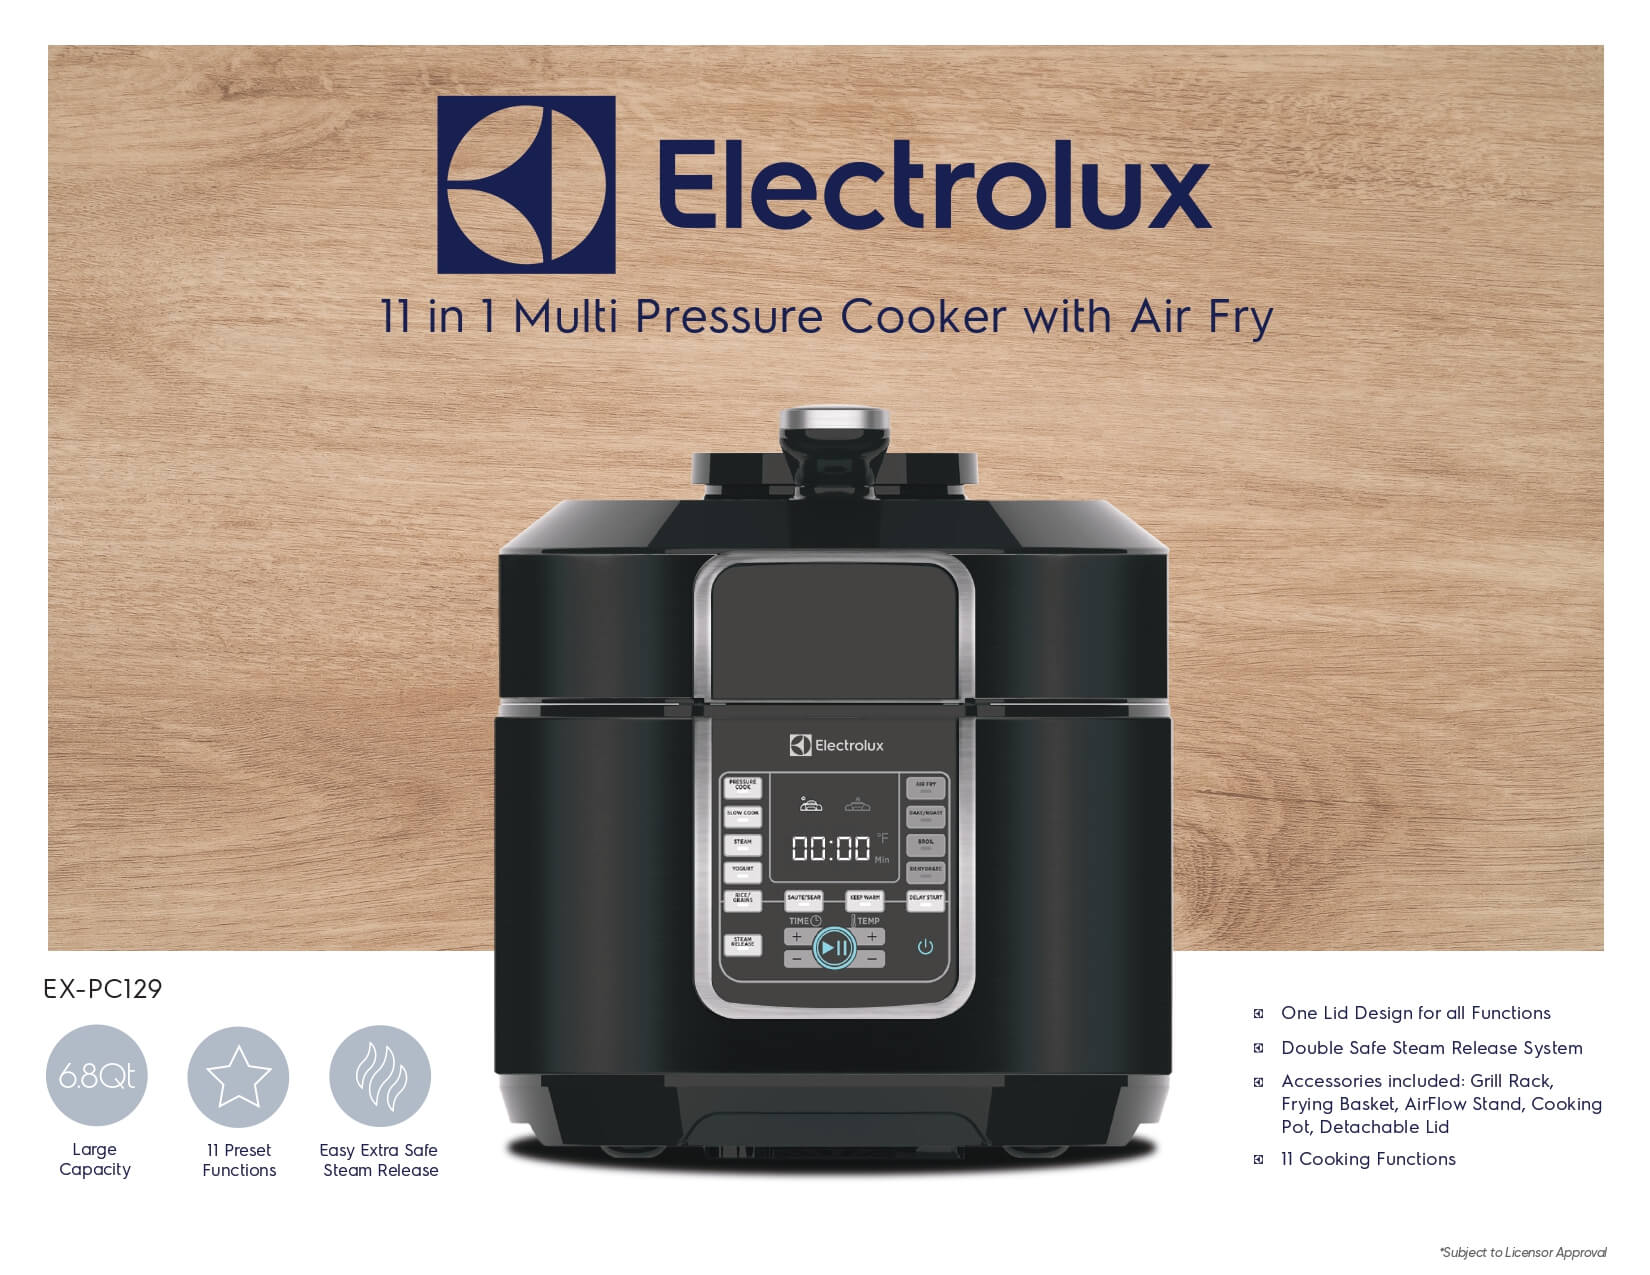 Electrolux
11 in 1 Multi Pressure Cooker with Air Fry
Electrolux
PRESSURE
COOK
AIR FRY
SLOW COOK
BAKE/ROAST
STEAM
BROIL
00:00
°F
Min
YOGURT
DEHYDRATE
RICE/
GRAINS
SAUTE/SEAR
KEEP WARM
DELAY START
TIME
TEMP
STEAM
RELEASE
+
+
−
−
EX-PC129
6.8Qt
Large
Capacity
11 Preset
Functions
Easy Extra Safe
Steam Release
One Lid Design for all Functions
Double Safe Steam Release System
Accessories included: Grill Rack,
Frying Basket, AirFlow Stand, Cooking
Pot, Detachable Lid
11 Cooking Functions
*Subject to Licensor Approval